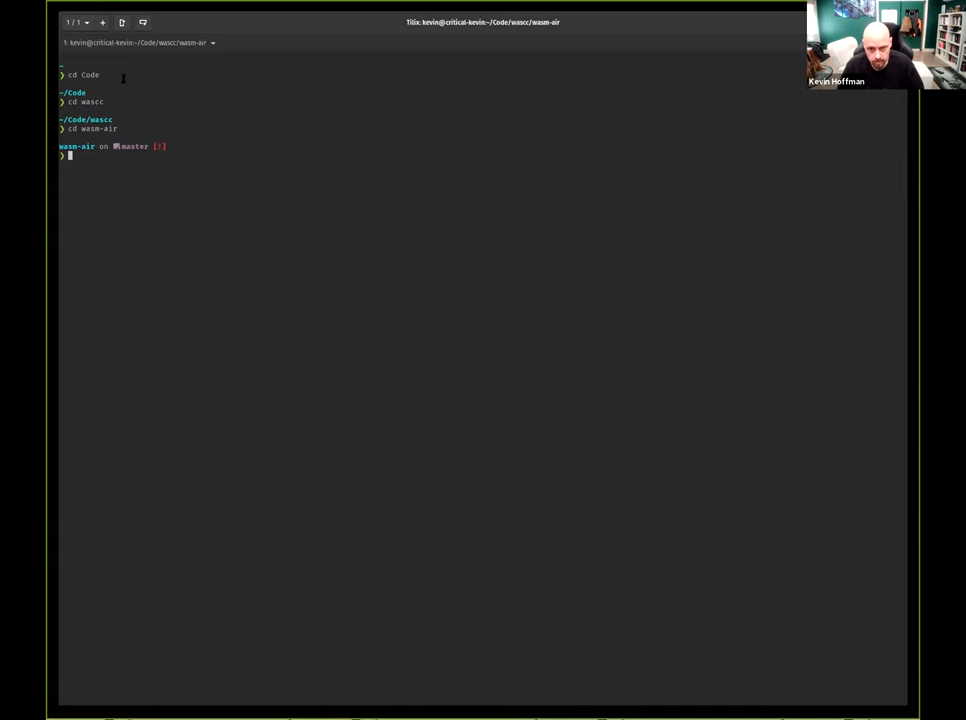 1 / 1
Tilix: kevin@critical-kevin:~/Code/wascc/wasm-air
1: kevin@critical-kevin:~/Code/wascc/wasm-air
~
❯ cd Code
~/Code
❯ cd wascc
~/Code/wascc
❯ cd wasm-air
wasm-air on master [!]
❯
Kevin Hoffman